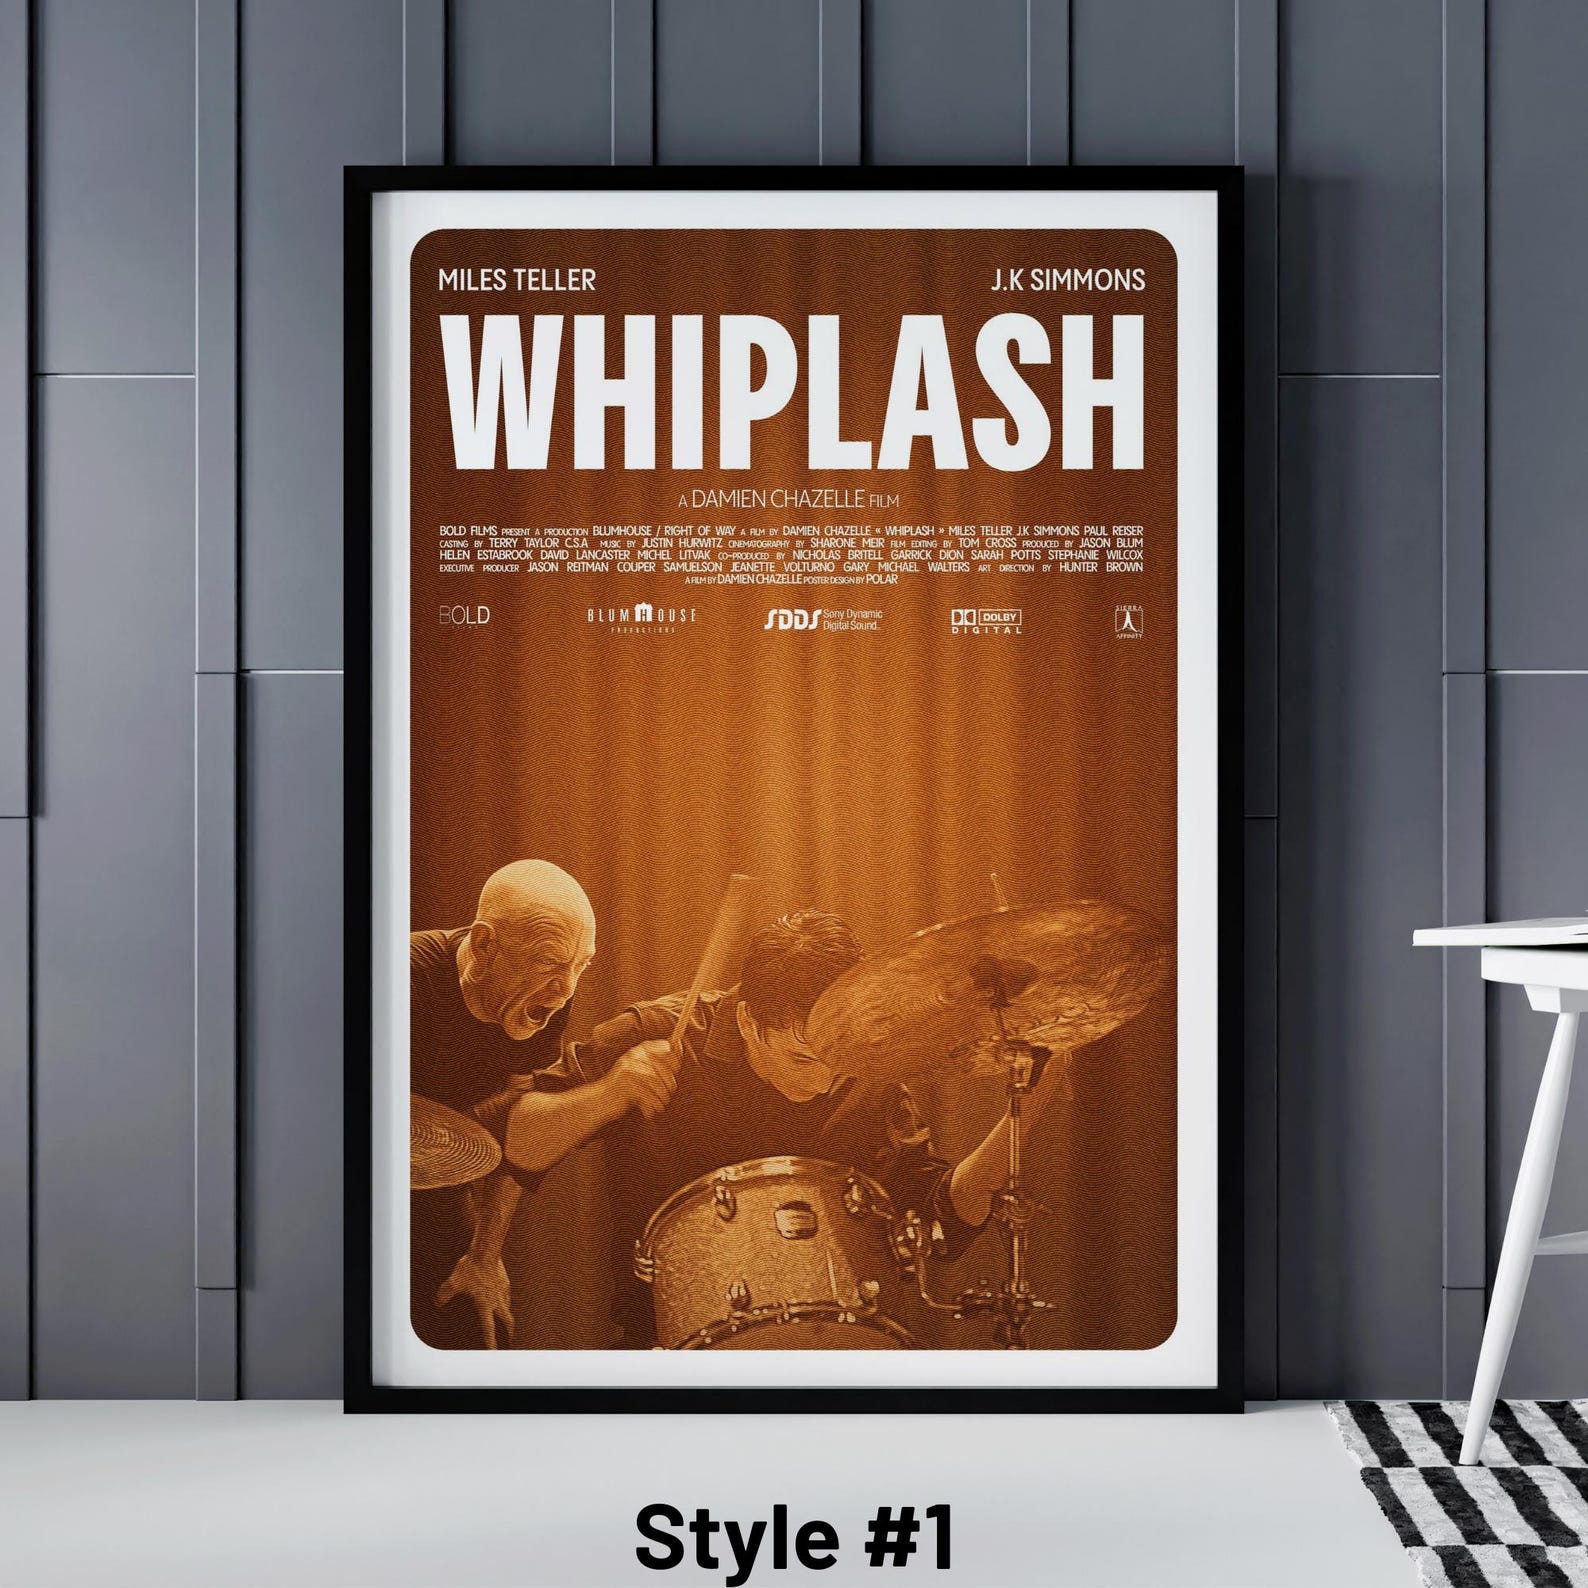 MILES TELLER J.K SIMMONS
WHIPLASH
A DAMIEN CHAZELLE FILM
BOLD FILMS PRESENT A PRODUCTION BLUMHOUSE / RIGHT OF WAY A FILM BY DAMIEN CHAZELLE « WHIPLASH » MILES TELLER J.K SIMMONS PAUL REISER
CASTING BY TERRY TAYLOR C.S.A MUSIC BY JUSTIN HURWITZ CINEMATOGRAPHY BY SHARONE MEIR FILM EDITING BY TOM CROSS PRODUCED BY JASON BLUM
HELEN ESTABROOK DAVID LANCASTER MICHEL LITVAK CO-PRODUCED BY NICHOLAS BRITELL GARRICK DION SARAH POTTS STEPHANIE WILCOX
EXECUTIVE PRODUCER JASON REITMAN COUPER SAMUELSON JEANETTE VOLTURNO GARY MICHAEL WALTERS ART DIRECTION BY HUNTER BROWN
A FILM BY DAMIEN CHAZELLE POSTER DESIGN BY POLAR
BOLD BLUMHOUSE PRODUCTIONS SDDS Sony Dynamic Digital Sound. DOLBY DIGITAL SIERRA AFFINITY
Style #1